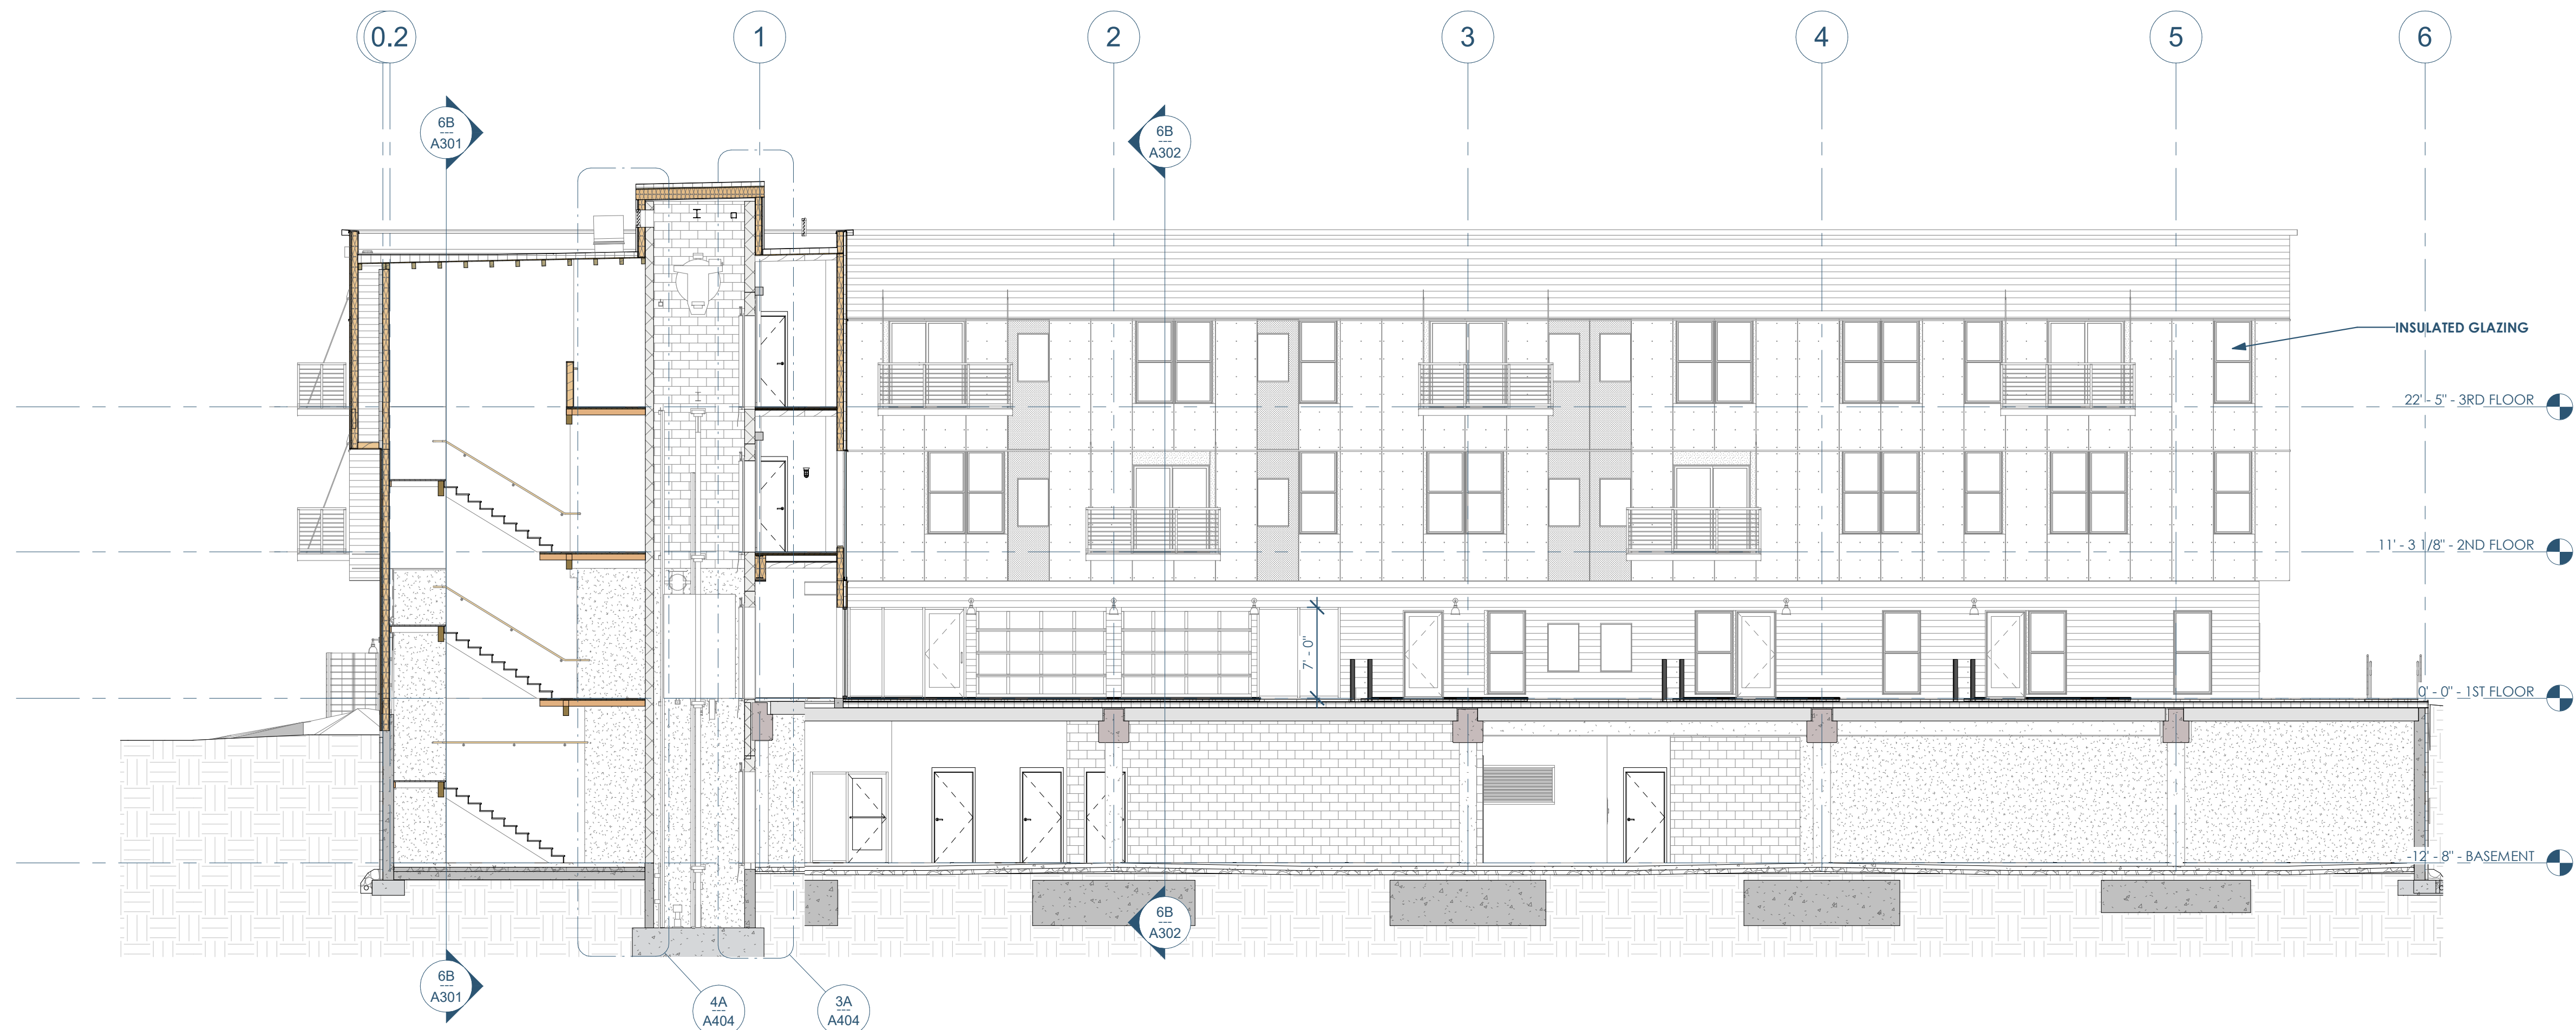 0.2
1
2
3
4
5
6
6B
---
A301
6B
---
A302
INSULATED GLAZING
22' - 5" - 3RD FLOOR
11' - 3 1/8" - 2ND FLOOR
7' - 0"
0' - 0" - 1ST FLOOR
-12' - 8" - BASEMENT
6B
---
A302
6B
---
A301
4A
---
A404
3A
---
A404